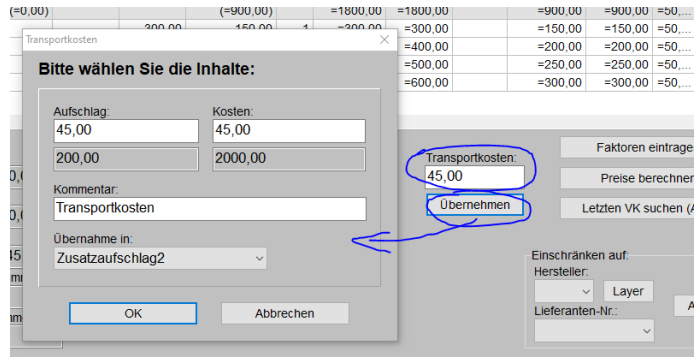 (=0,00) (=900,00) =1800,00 =1800,00 =900,00 =900,00 =50,...
300,00 150,00 1 =300,00 =300,00 =150,00 =150,00 =50,...
=400,00 =200,00 =200,00 =50,...
=500,00 =250,00 =250,00 =50,...
=600,00 =300,00 =300,00 =50,...
Transportkosten
Bitte wählen Sie die Inhalte:
Aufschlag: Kosten:
45,00 45,00
200,00 2000,00
Kommentar:
Transportkosten
Übernahme in:
Zusatzaufschlag2
OK Abbrechen
Transportkosten:
45,00
Übernehmen
Faktoren eintrage
Preise berechner
Letzten VK suchen (A
Einschränken auf:
Hersteller:
Layer
Lieferanten-Nr.:
A